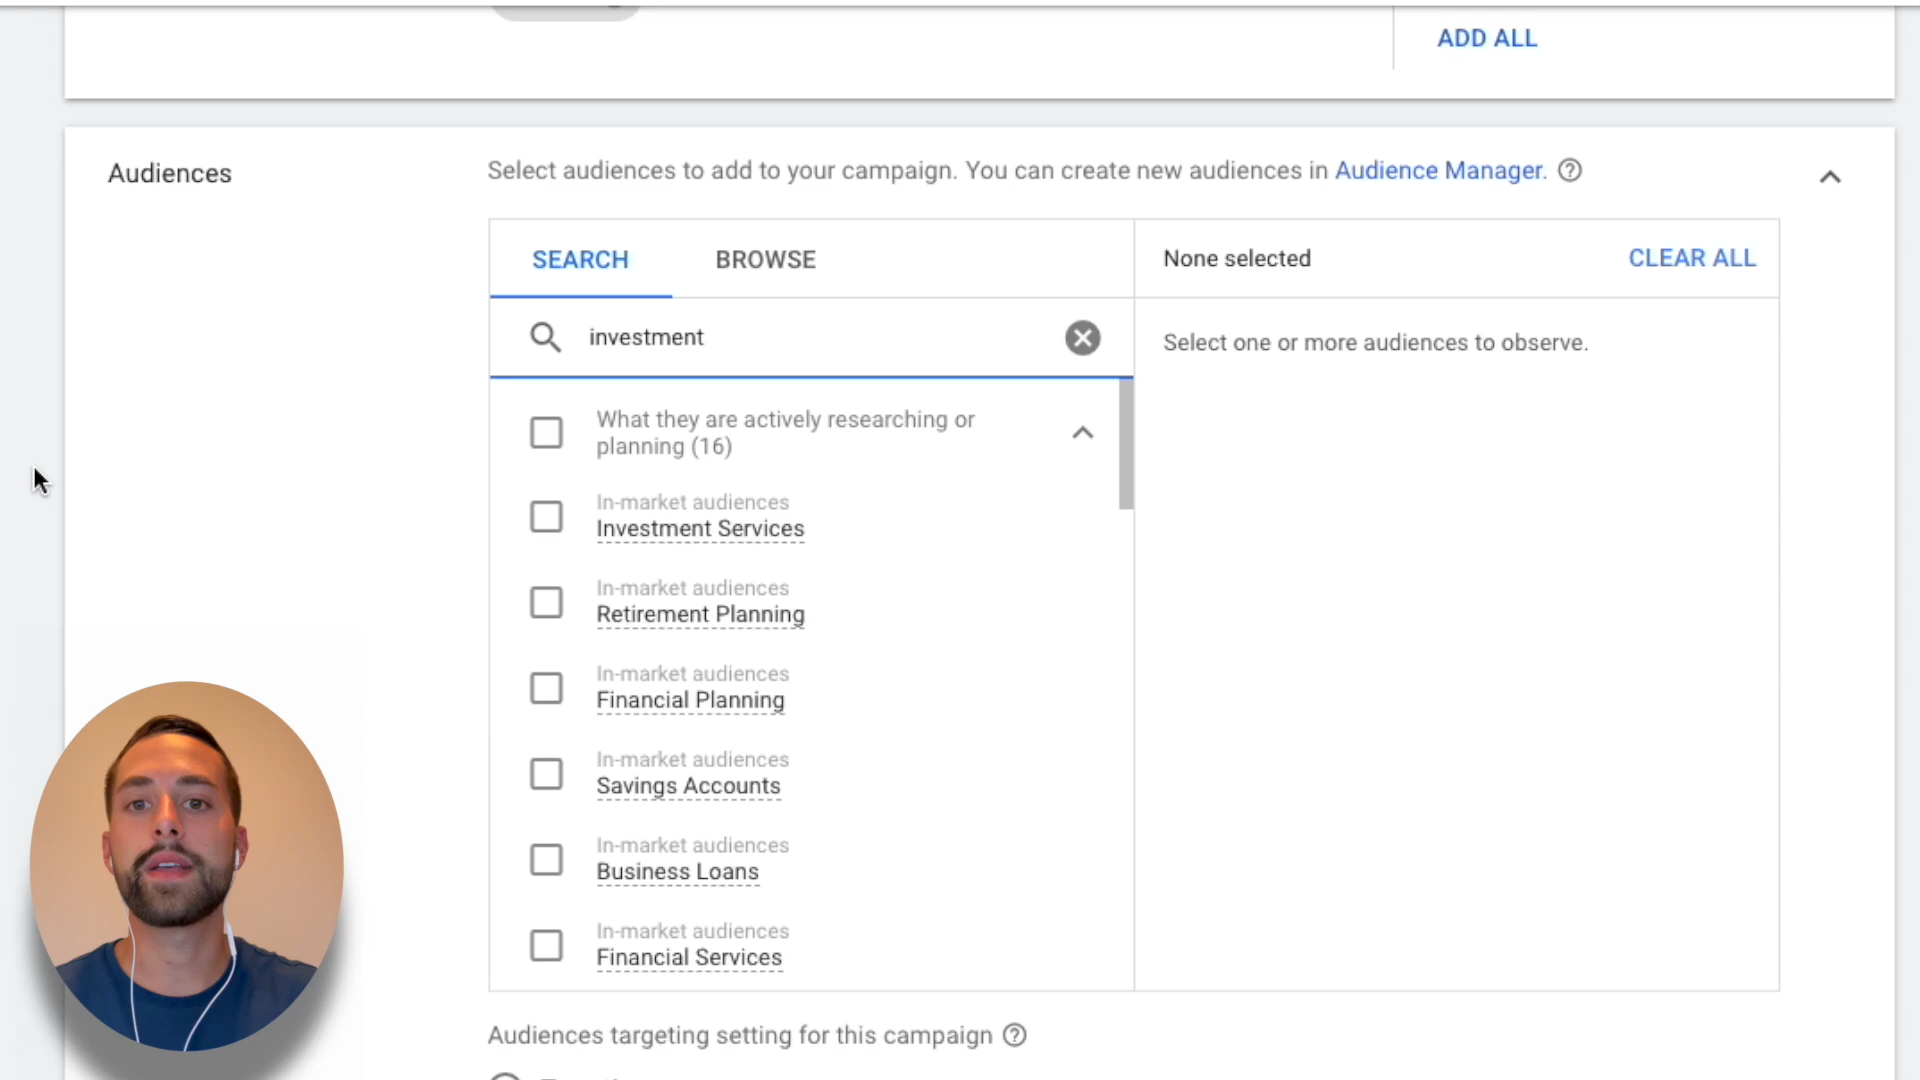 ADD ALL
Audiences
Select audiences to add to your campaign. You can create new audiences in Audience Manager.
SEARCH
BROWSE
None selected
CLEAR ALL
investment
Select one or more audiences to observe.
What they are actively researching or
planning (16)
In-market audiences
Investment Services
In-market audiences
Retirement Planning
In-market audiences
Financial Planning
In-market audiences
Savings Accounts
In-market audiences
Business Loans
In-market audiences
Financial Services
Audiences targeting setting for this campaign